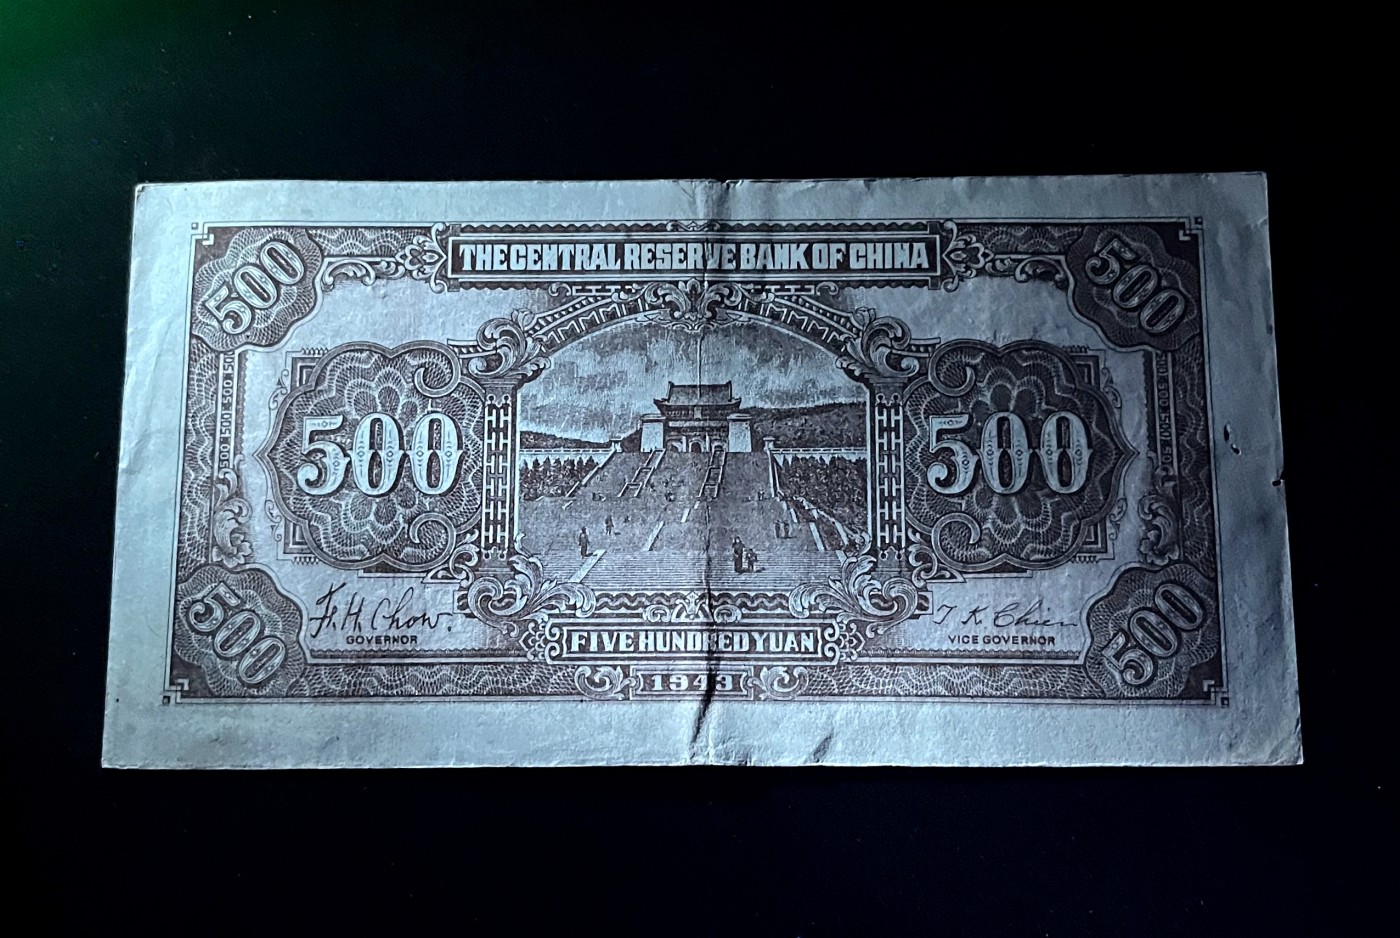 THE CENTRAL RESERVE BANK OF CHINA
500 500
500 500
F. H. Chow.
GOVERNOR
T K Chien
VICE GOVERNOR
500 500
FIVE HUNDRED YUAN
1943